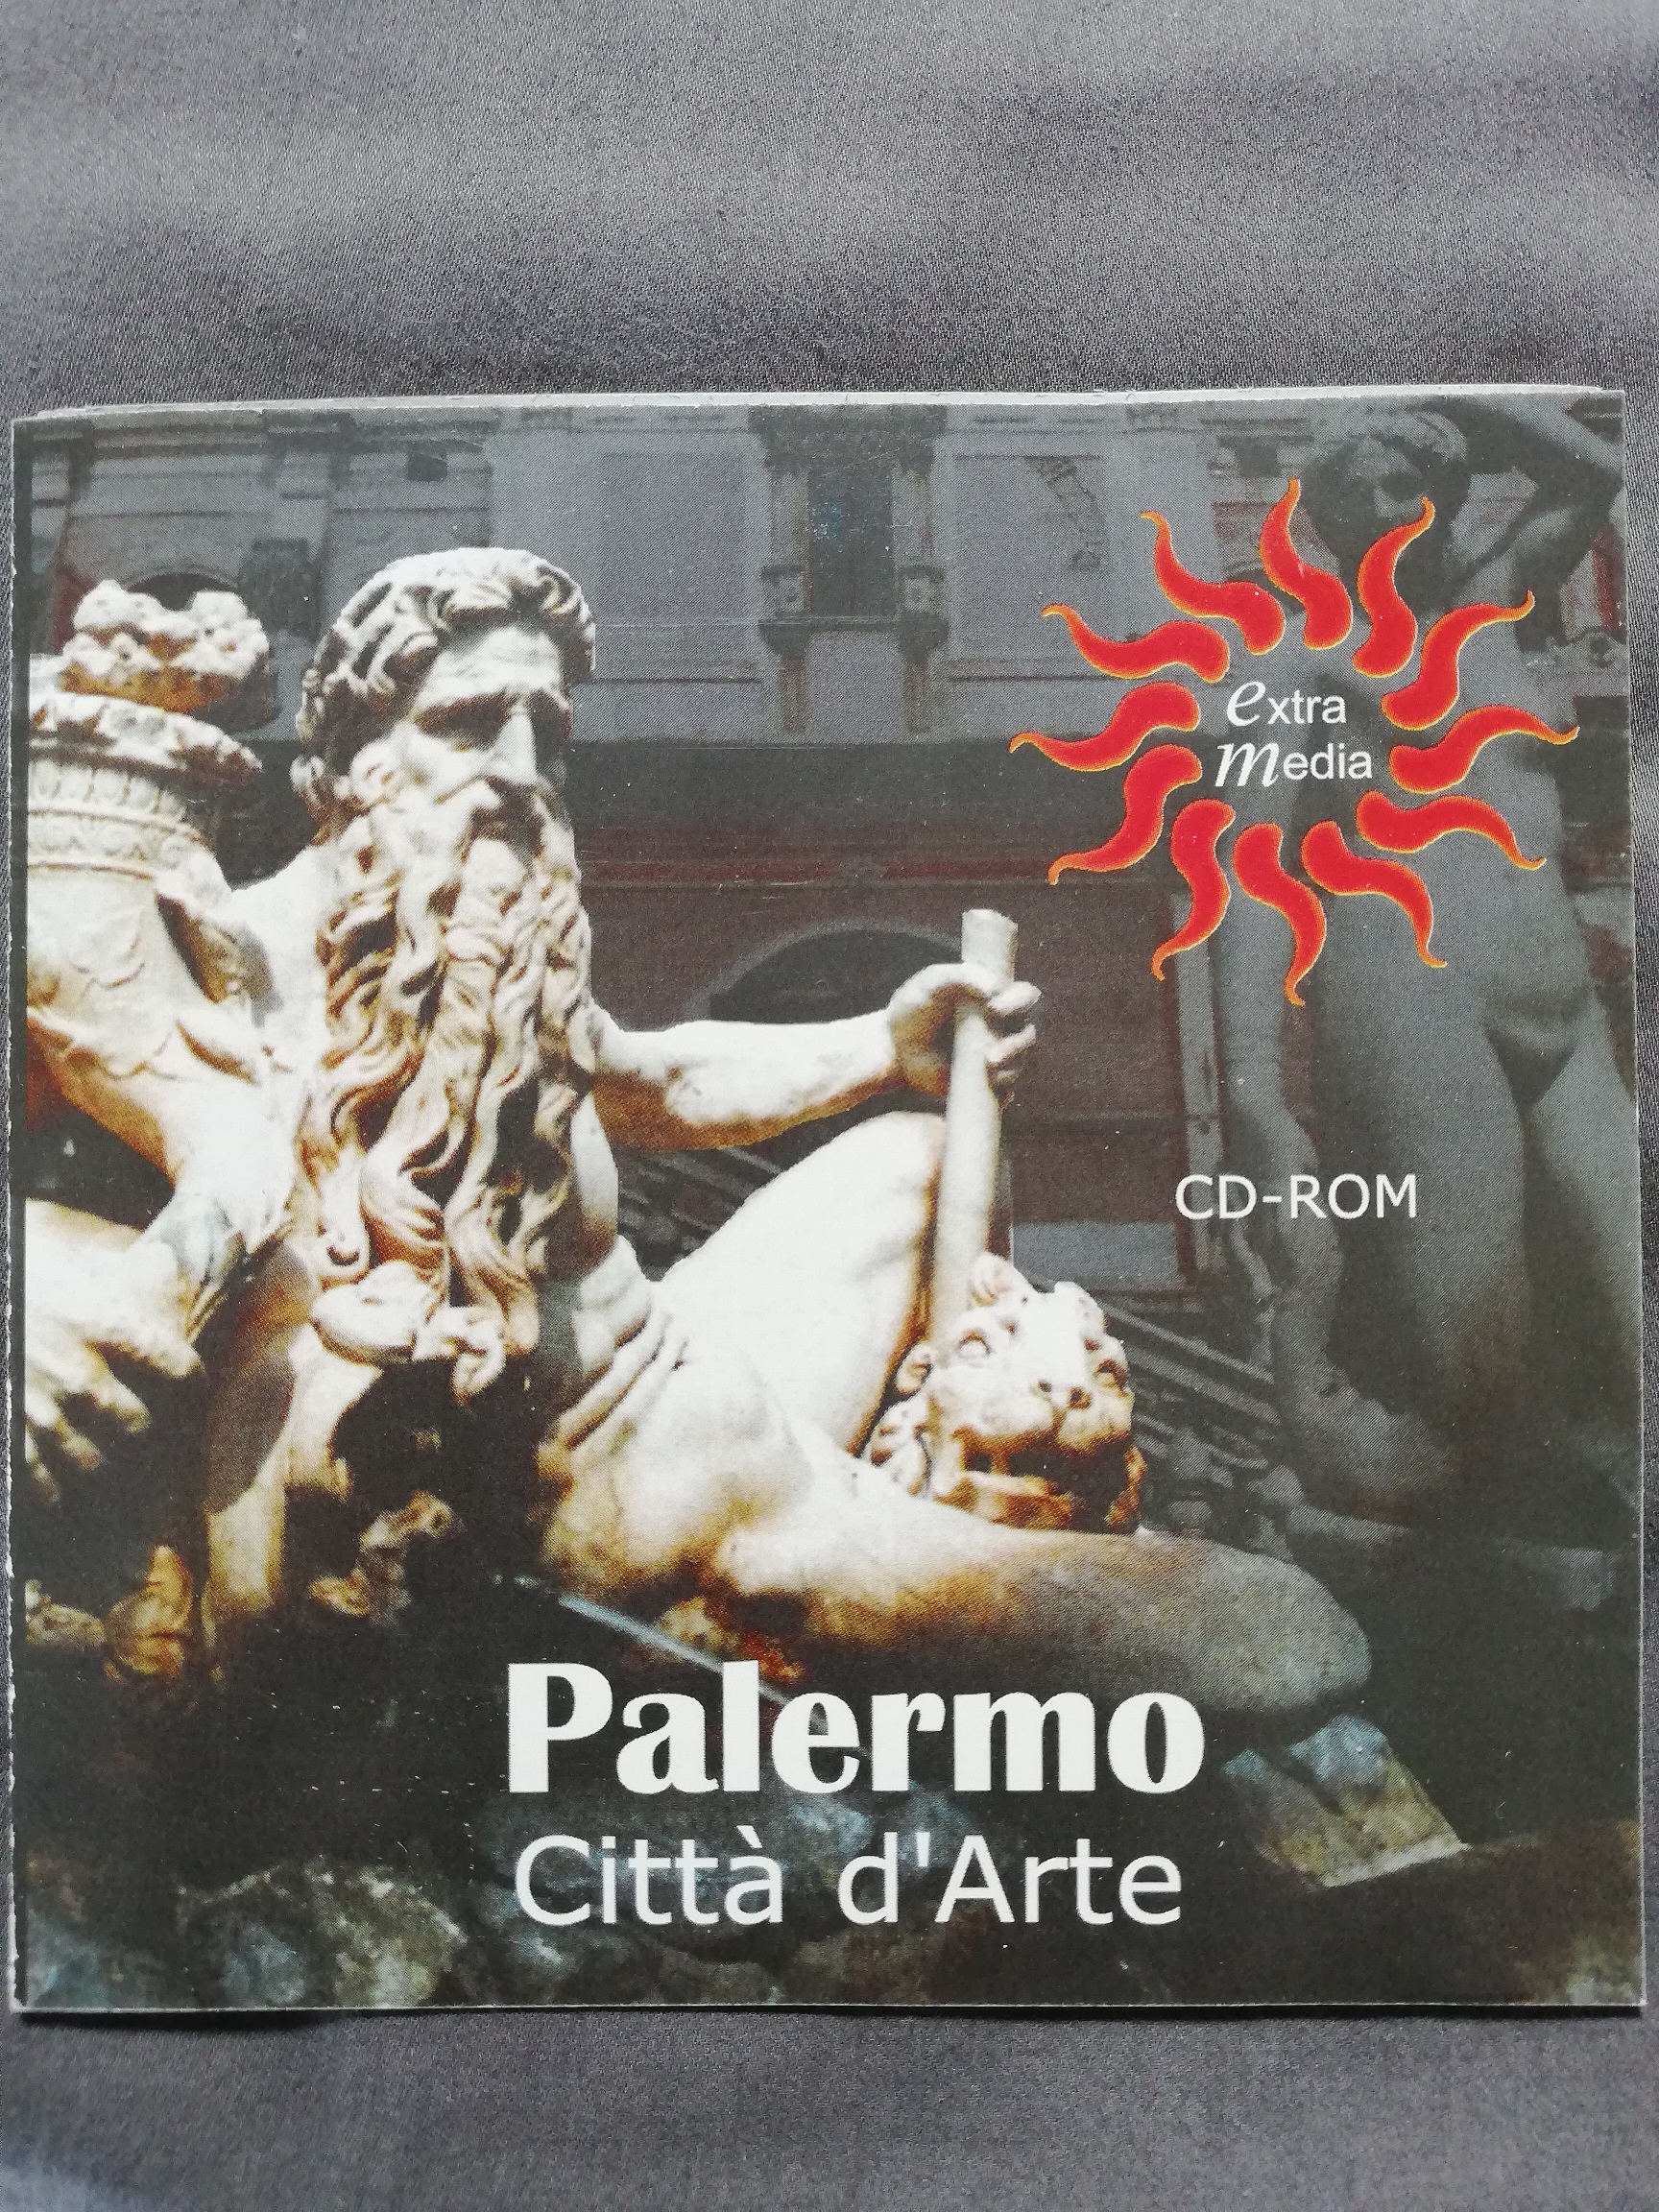 extra
media
CD-ROM
Palermo
Città d'Arte